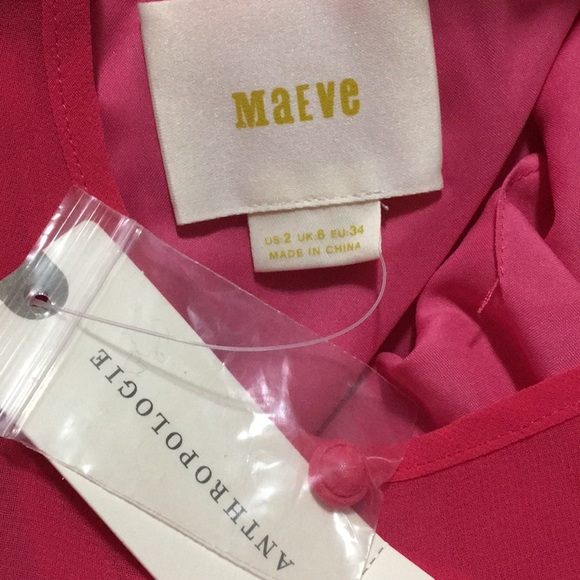 MaEve
US:2 UK:6 EU:34
MADE IN CHINA
ANTHROPOLOGIE